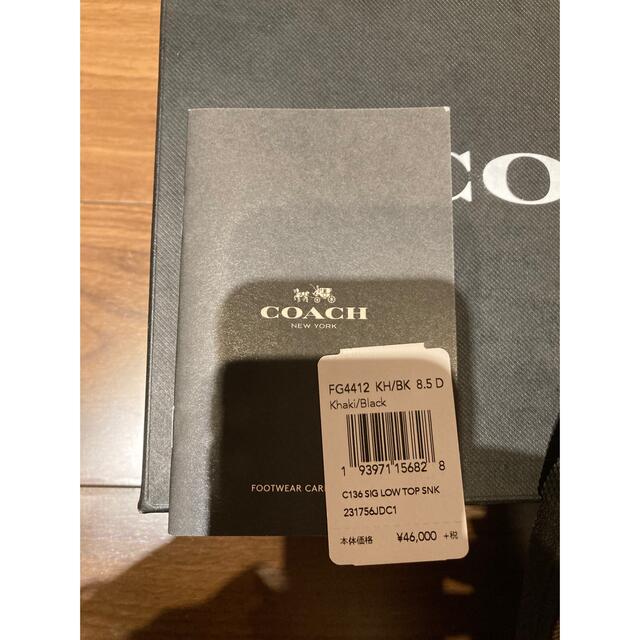 CO
COACH
NEW YORK
FOOTWEAR CAR
FG4412 KH/BK 8.5 D
Khaki/Black
1 93971 15682 8
C136 SIG LOW TOP SNK
231756JDC1
本体価格 ¥46,000 +税